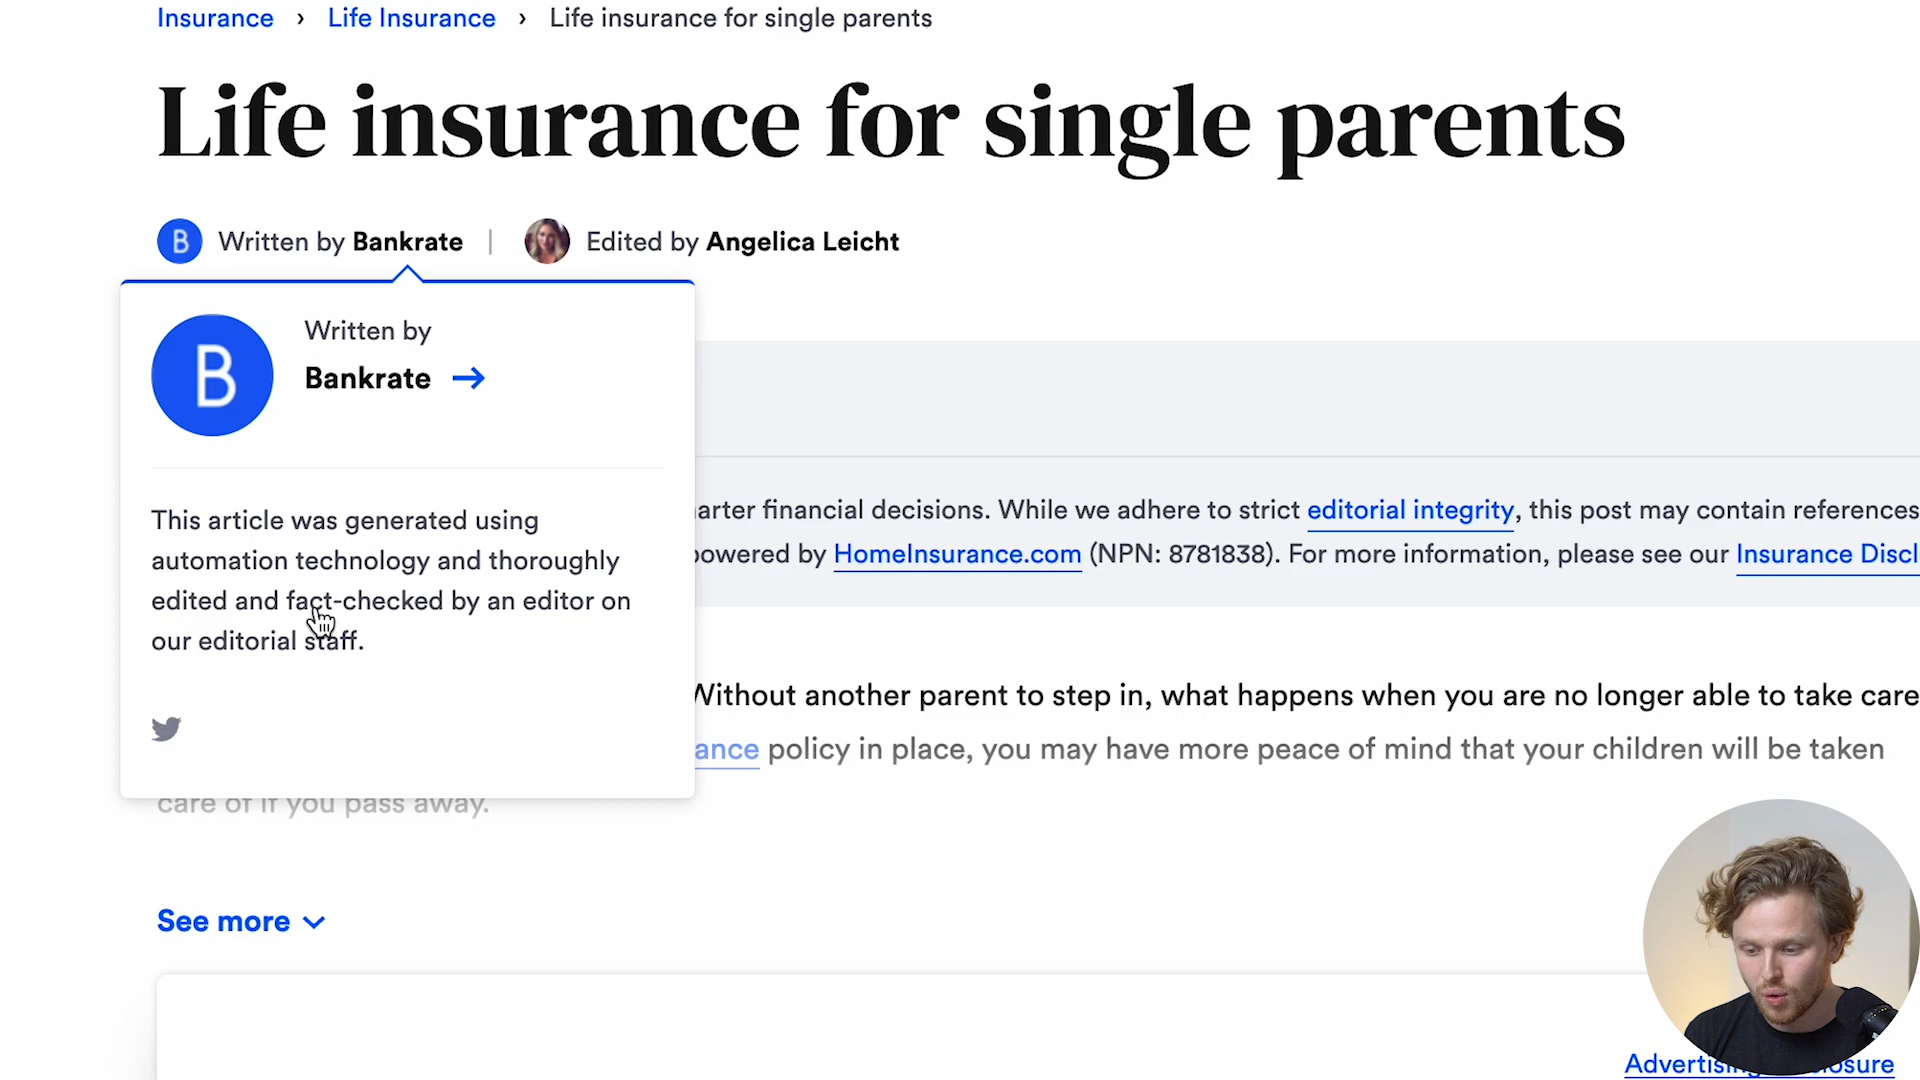 Insurance › Life Insurance › Life insurance for single parents
Life insurance for single parents
B Written by Bankrate | Edited by Angelica Leicht
Written by
B
Bankrate →
This article was generated using
automation technology and thoroughly
edited and fact-checked by an editor on
our editorial staff.
arter financial decisions. While we adhere to strict editorial integrity, this post may contain references
powered by HomeInsurance.com (NPN: 8781838). For more information, please see our Insurance Discl
Without another parent to step in, what happens when you are no longer able to take care
ance policy in place, you may have more peace of mind that your children will be taken
care of if you pass away.
See more